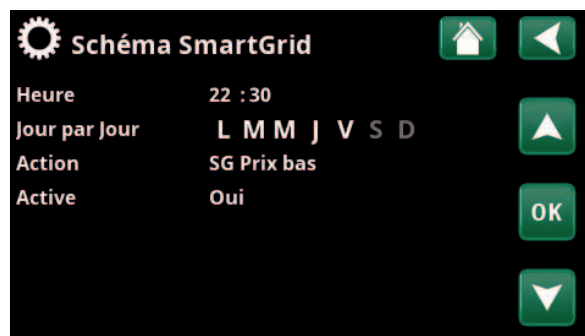 Schéma SmartGrid
Heure 22 :30
Jour par Jour L M M J V S D
Action SG Prix bas
Active Oui
OK